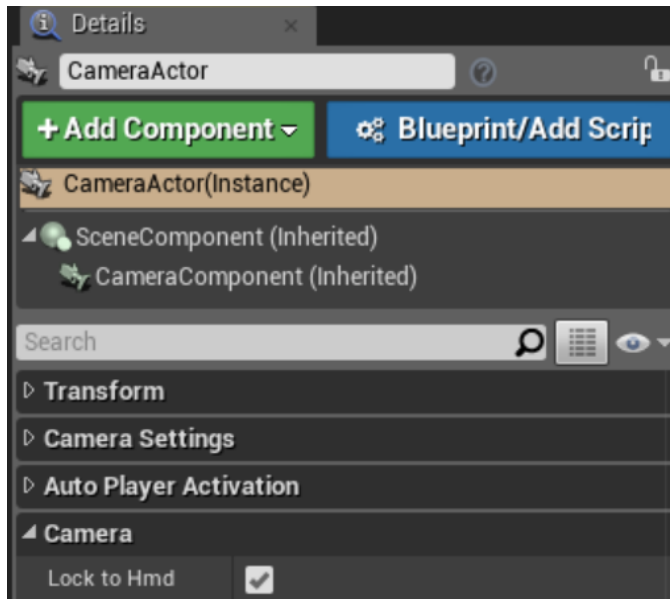 Details
CameraActor
+ Add Component
Blueprint/Add Scrip
CameraActor(Instance)
SceneComponent (Inherited)
CameraComponent (Inherited)
Search
Transform
Camera Settings
Auto Player Activation
Camera
Lock to Hmd